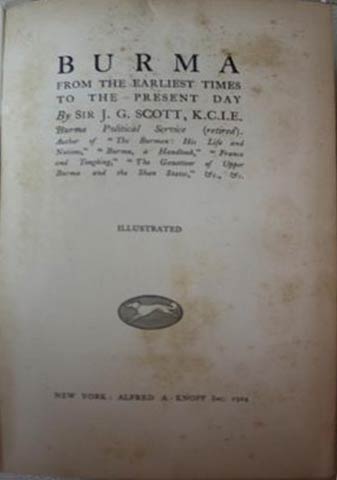 BURMA
FROM THE EARLIEST TIMES
TO THE PRESENT DAY
By SIR J. G. SCOTT, K.C.I.E.
Burma Political Service (retired).
Author of "The Burman: His Life and
Notions," "Burma, a Handbook," "France
and Tongking," "The Gazetteer of Upper
Burma and the Shan States," &c., &c.
ILLUSTRATED
NEW YORK: ALFRED A. KNOPF Inc. 1924